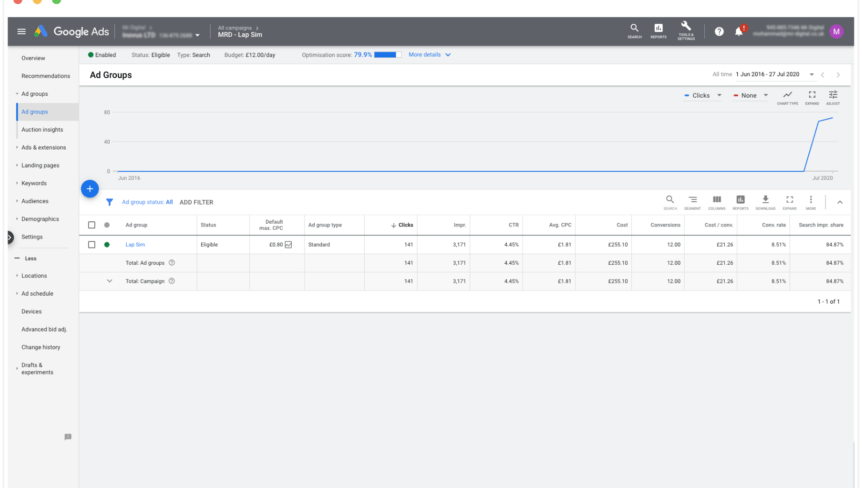 Google Ads
All campaigns >
MRD - Lap Sim
SEARCH
REPORTS
TOOLS & SETTINGS
M
Overview
Recommendations
Ad groups
Ad groups
Auction insights
Ads & extensions
Landing pages
Keywords
Audiences
Demographics
Settings
Less
Locations
Ad schedule
Devices
Advanced bid adj.
Change history
Drafts & experiments
Enabled Status: Eligible Type: Search Budget: £12.00/day Optimisation score: 79.9% More details
Ad Groups
All time 1 Jun 2016 - 27 Jul 2020
Clicks None CHART TYPE EXPAND ADJUST
80
40
0
Jun 2016 Jul 2020
Ad group status: All ADD FILTER
SEARCH SEGMENT COLUMNS REPORTS DOWNLOAD EXPAND MORE
Ad group Status Default max. CPC Ad group type Clicks Impr. CTR Avg. CPC Cost Conversions Cost / conv. Conv. rate Search impr. share
Lap Sim Eligible £0.80 Standard 141 3,171 4.45% £1.81 £255.10 12.00 £21.26 8.51% 84.87%
Total: Ad groups 141 3,171 4.45% £1.81 £255.10 12.00 £21.26 8.51% 84.87%
Total: Campaign 141 3,171 4.45% £1.81 £255.10 12.00 £21.26 8.51% 84.87%
1 - 1 of 1